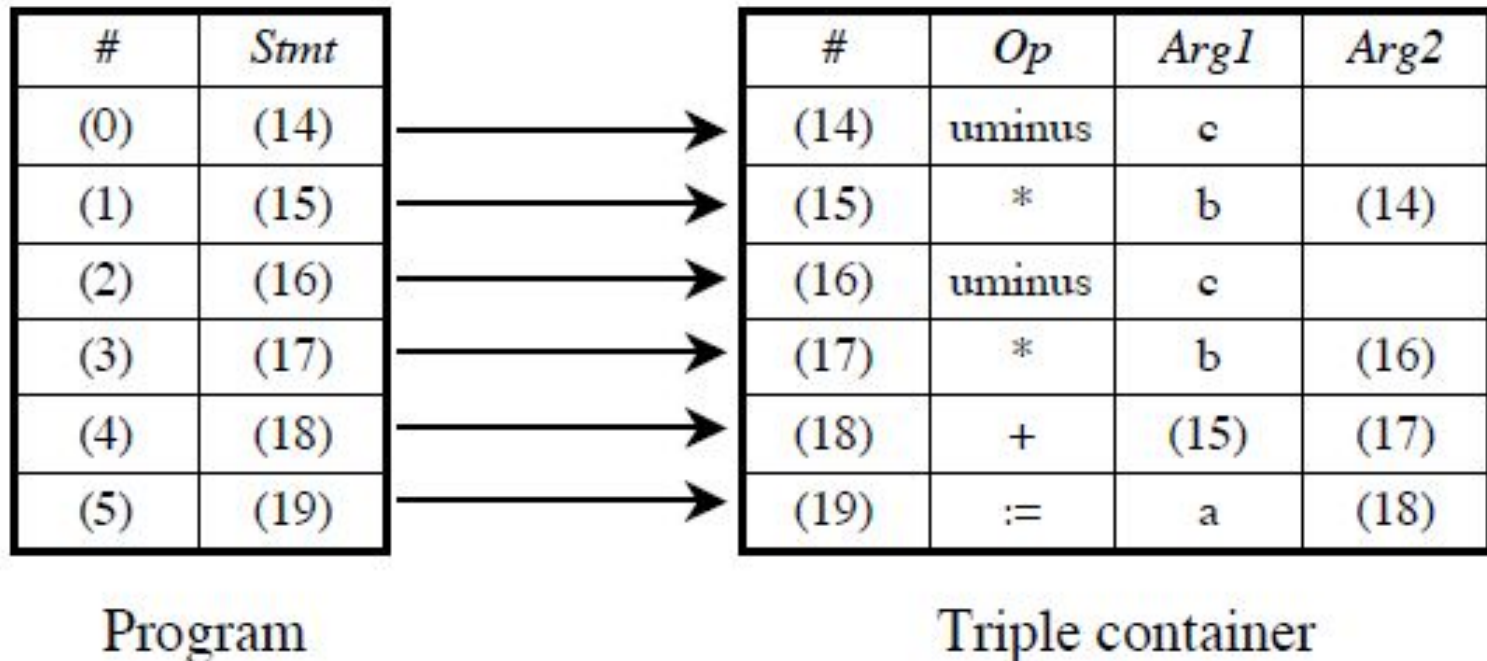 # Stmt # Op Arg1 Arg2
(0) (14) (14) uminus c
(1) (15) (15) * b (14)
(2) (16) (16) uminus c
(3) (17) (17) * b (16)
(4) (18) (18) + (15) (17)
(5) (19) (19) := a (18)
Program Triple container